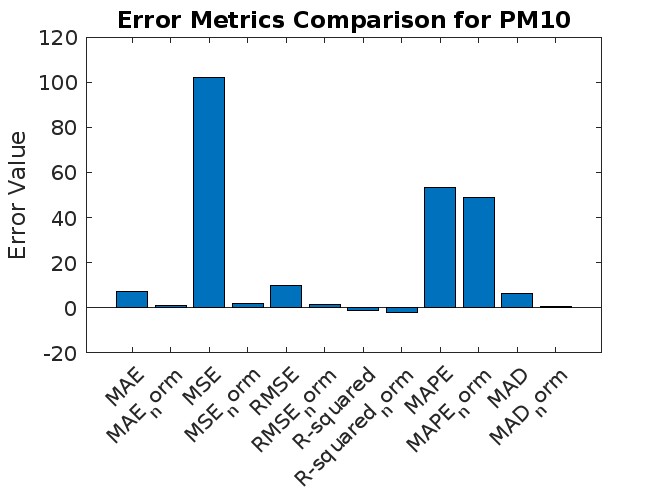 Error Metrics Comparison for PM10
Error Value
120
100
80
60
40
20
0
-20
MAE
MAE_norm
MSE
MSE_norm
RMSE
RMSE_norm
R-squared
R-squared_norm
MAPE
MAPE_norm
MAD
MAD_norm